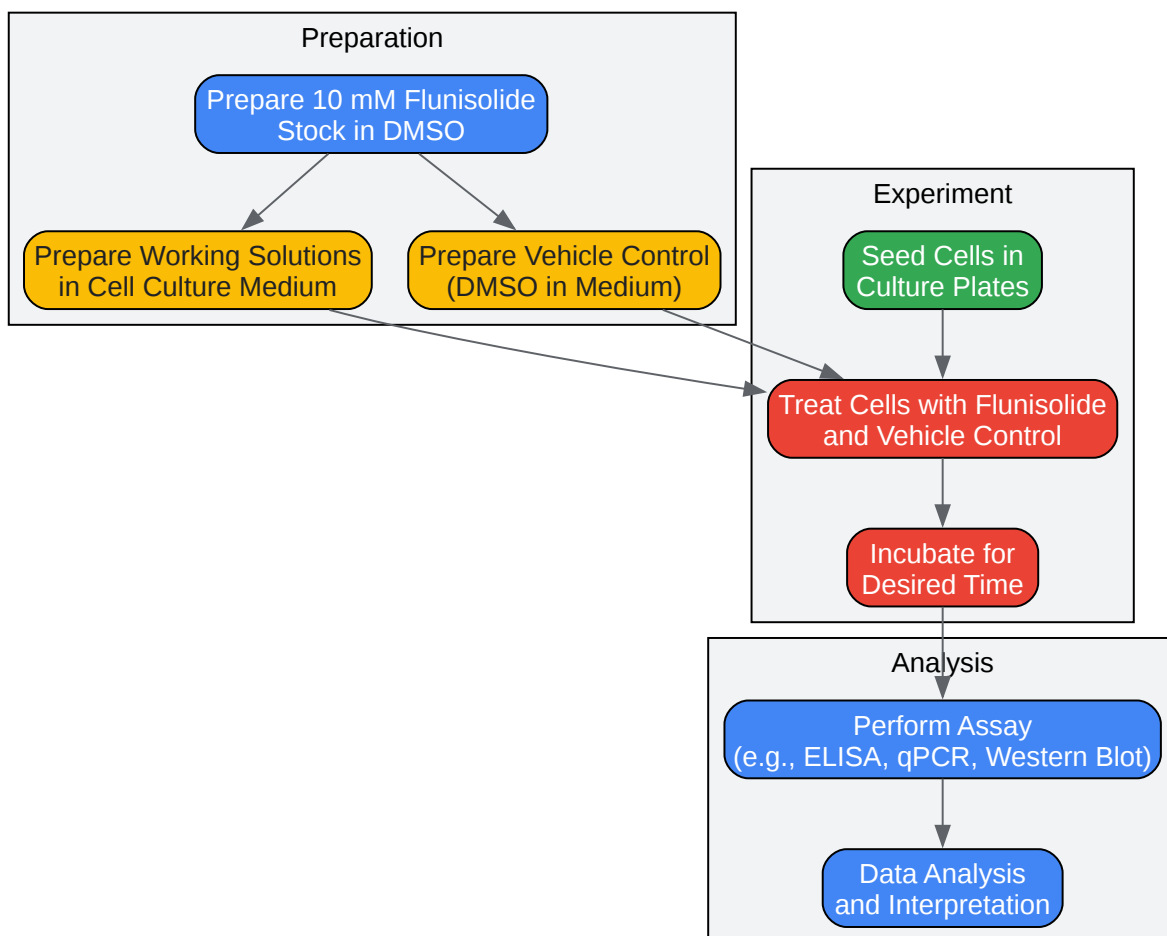 Preparation
Prepare 10 mM Flunisolide
Stock in DMSO
Prepare Working Solutions
in Cell Culture Medium
Prepare Vehicle Control
(DMSO in Medium)
Experiment
Seed Cells in
Culture Plates
Treat Cells with Flunisolide
and Vehicle Control
Incubate for
Desired Time
Analysis
Perform Assay
(e.g., ELISA, qPCR, Western Blot)
Data Analysis
and Interpretation